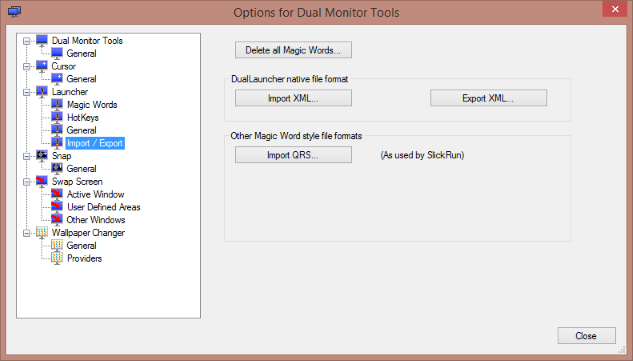 Options for Dual Monitor Tools
Dual Monitor Tools
General
Cursor
General
Launcher
Magic Words
HotKeys
General
Import / Export
Snap
General
Swap Screen
Active Window
User Defined Areas
Other Windows
Wallpaper Changer
General
Providers
Delete all Magic Words...
DualLauncher native file format
Import XML... Export XML...
Other Magic Word style file formats
Import QRS... (As used by SlickRun)
Close